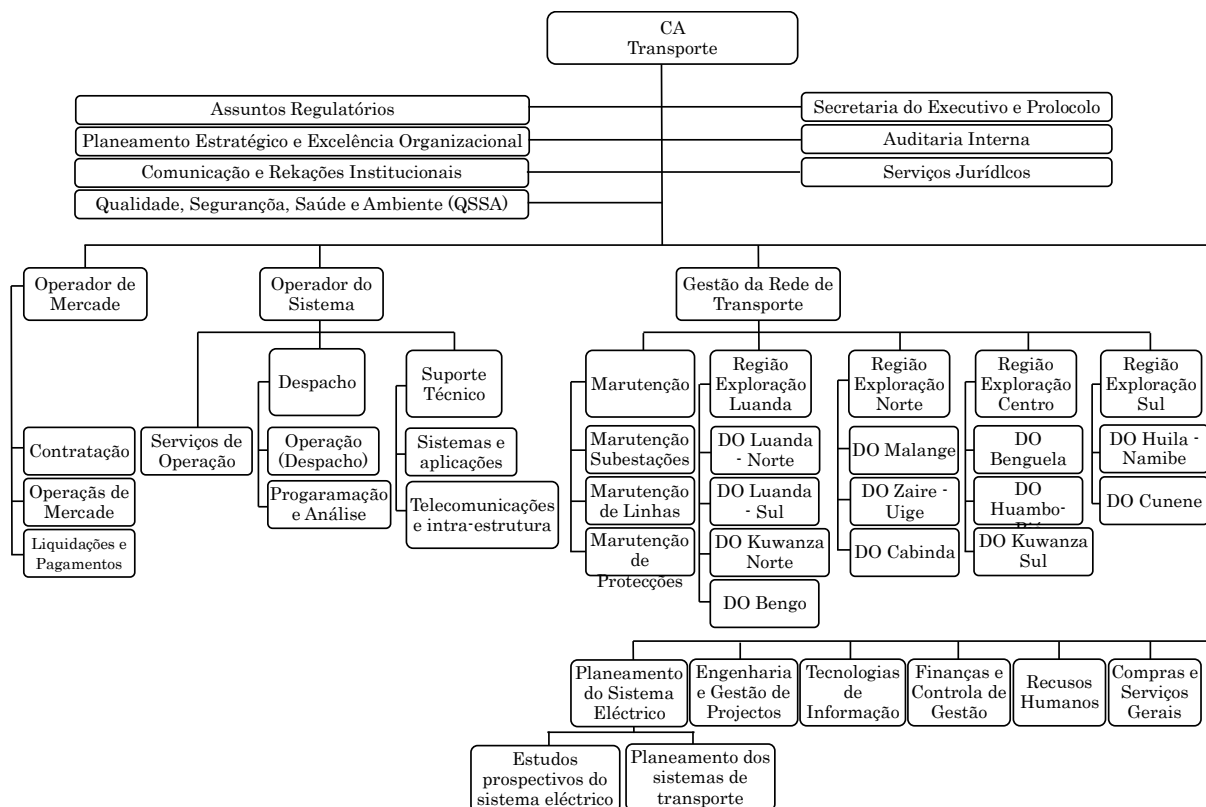 CA
Transporte
Assuntos Regulatórios
Secretaria do Executivo e Prolocolo
Planeamento Estratégico e Excelência Organizacional
Auditaria Interna
Comunicação e Rekações Institucionais
Serviços Jurídlcos
Qualidade, Segurançõa, Saúde e Ambiente (QSSA)
Operador de
Mercade
Operador do
Sistema
Gestão da Rede de
Transporte
Despacho
Suporte
Técnico
Marutenção
Região
Exploração
Luanda
Região
Exploração
Norte
Região
Exploração
Centro
Região
Exploração
Sul
Contratação
Serviços de
Operação
Operação
(Despacho)
Sistemas e
aplicações
Marutenção
Subestações
DO Luanda
- Norte
DO Malange
DO
Benguela
DO Huila -
Namibe
Operaçãs de
Mercade
Progaramação
e Análise
Telecomunicações
e intra-estrutura
Marutenção
de Linhas
DO Luanda
- Sul
DO Zaire -
Uige
DO
Huambo-
DO Cunene
Liquidações e
Pagamentos
Marutenção
de
Protecções
DO Kuwanza
Norte
DO Cabinda
DO Kuwanza
Sul
DO Bengo
Planeamento
do Sistema
Eléctrico
Engenharia
e Gestão de
Projectos
Tecnologias
de
Informação
Finanças e
Controla de
Gestão
Recusos
Humanos
Compras e
Serviços
Gerais
Estudos
prospectivos do
sistema eléctrico
Planeamento dos
sistemas de
transporte